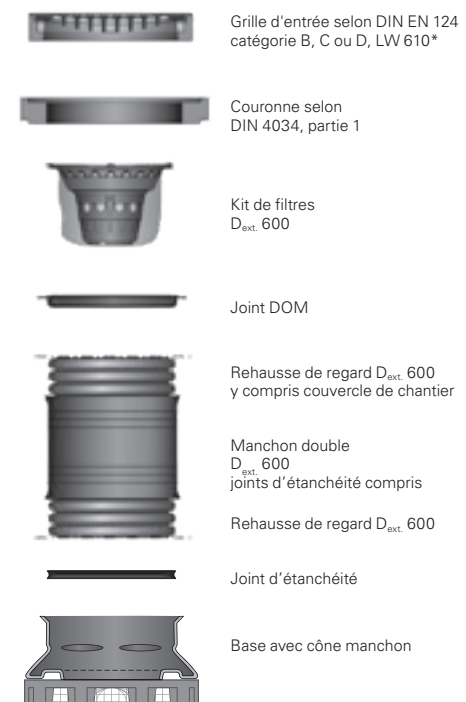 Grille d'entrée selon DIN EN 124
catégorie B, C ou D, LW 610*
Couronne selon
DIN 4034, partie 1
Kit de filtres
Dext. 600
Joint DOM
Rehausse de regard Dext. 600
y compris couvercle de chantier
Manchon double
Dext. 600
joints d’étanchéité compris
Rehausse de regard Dext. 600
Joint d’étanchéité
Base avec cône manchon